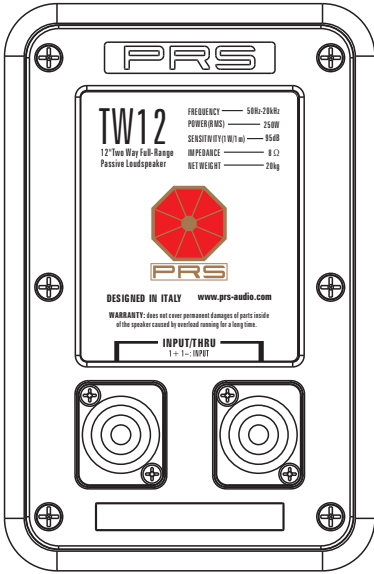 PRS
TW12
12"Two Way Full-Range
Passive Loudspeaker
FREQUENCY 50Hz-20kHz
POWER(RMS) 250W
SENSITIVITY(1W/1m) 95dB
IMPEDANCE 8 Ω
NET WEIGHT 20kg
PRS
DESIGNED IN ITALY www.prs-audio.com
WARRANTY: does not cover permanent damages of parts inside
of the speaker caused by overload running for a long time.
INPUT/THRU
1+ 1-: INPUT